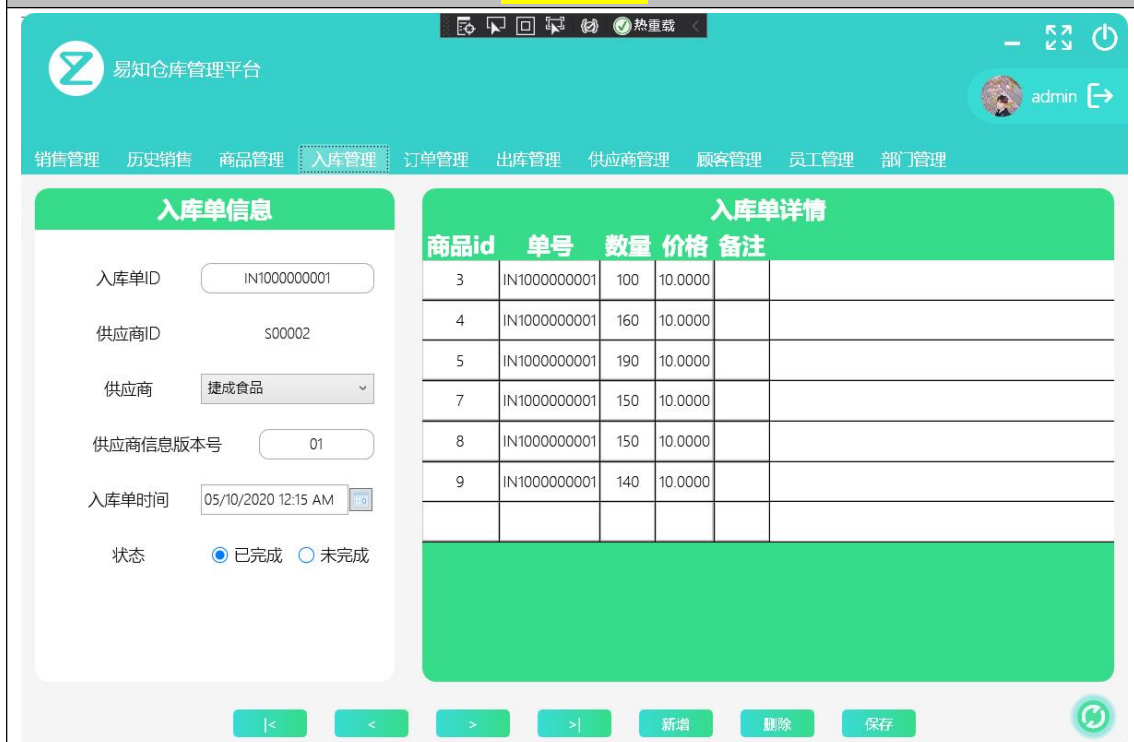 热重载
易知仓库管理平台
admin
销售管理 历史销售 商品管理 入库管理 订单管理 出库管理 供应商管理 顾客管理 员工管理 部门管理
入库单信息
入库单ID IN1000000001
供应商ID S00002
供应商 捷成食品
供应商信息版本号 01
入库单时间 05/10/2020 12:15 AM
状态 已完成 未完成
入库单详情
商品id 单号 数量 价格 备注
3 IN1000000001 100 10.0000
4 IN1000000001 160 10.0000
5 IN1000000001 190 10.0000
7 IN1000000001 150 10.0000
8 IN1000000001 150 10.0000
9 IN1000000001 140 10.0000
|< < > >| 新增 删除 保存